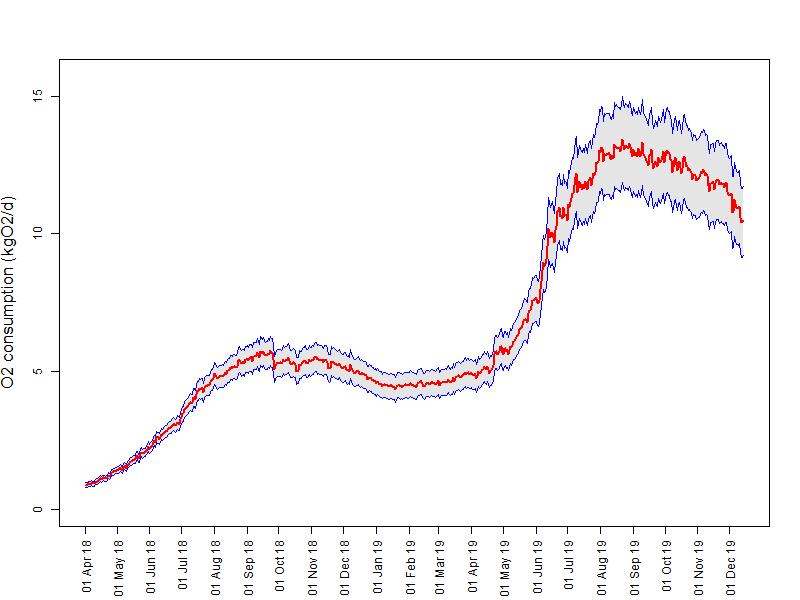 O2 consumption (kgO2/d)
15
10
5
0
01 Apr 18
01 May 18
01 Jun 18
01 Jul 18
01 Aug 18
01 Sep 18
01 Oct 18
01 Nov 18
01 Dec 18
01 Jan 19
01 Feb 19
01 Mar 19
01 Apr 19
01 May 19
01 Jun 19
01 Jul 19
01 Aug 19
01 Sep 19
01 Oct 19
01 Nov 19
01 Dec 19